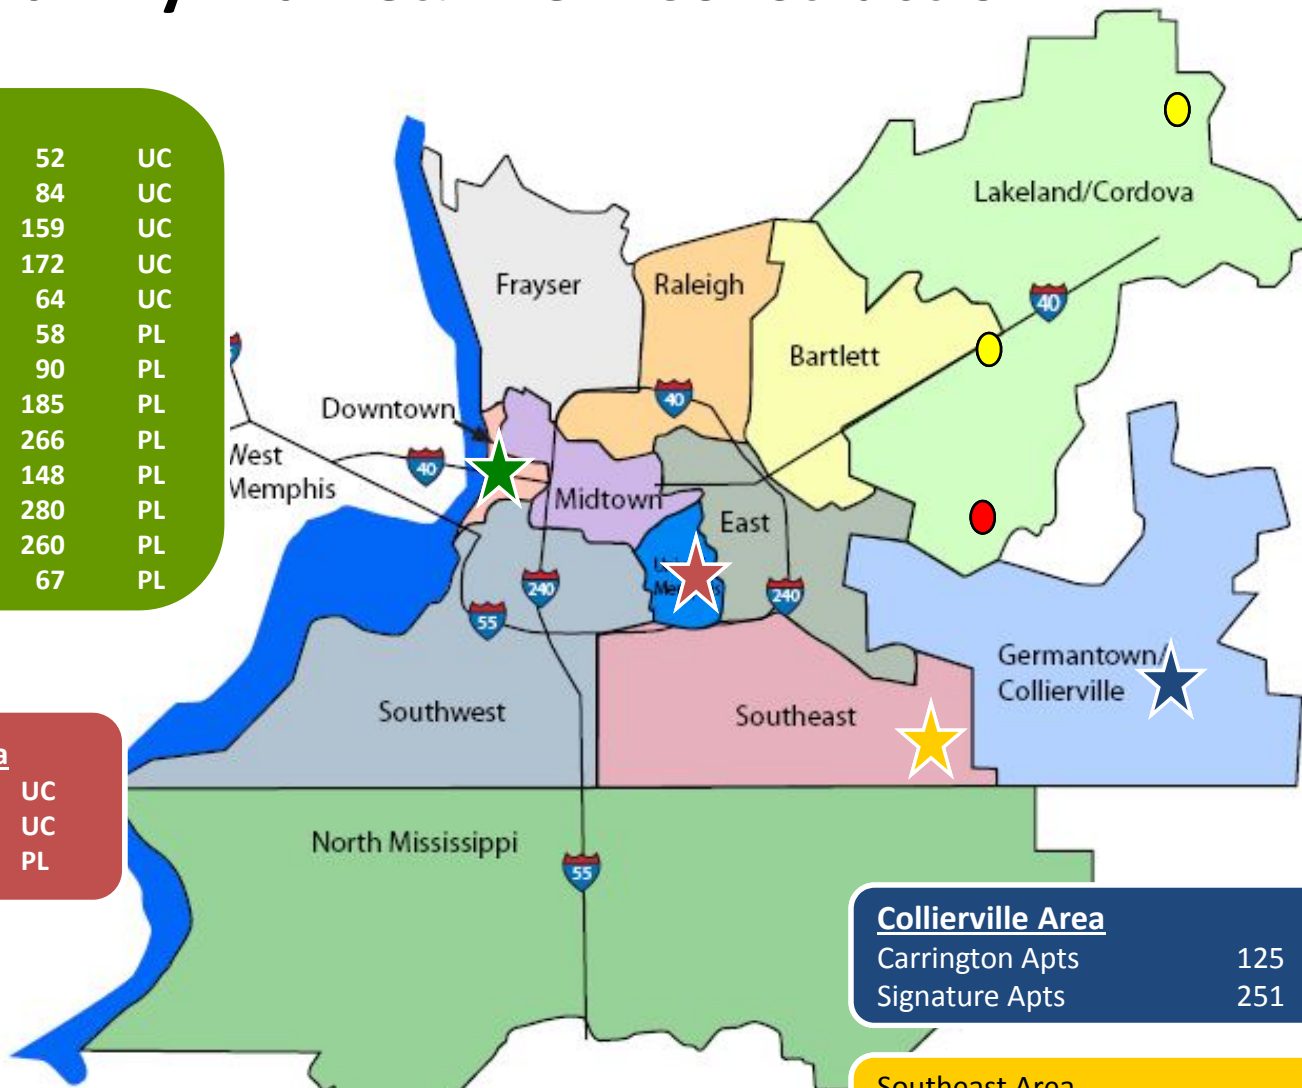 52 UC
84 UC
159 UC
172 UC
64 UC
58 PL
90 PL
185 PL
266 PL
148 PL
280 PL
260 PL
67 PL
UC
UC
PL
Lakeland/Cordova
Frayser
Raleigh
40
Bartlett
Downtown
40
West
Memphis
40
Midtown
East
240
240
55
Germantown/
Collierville
Southwest
Southeast
North Mississippi
55
Collierville Area
Carrington Apts 125
Signature Apts 251
Southeast Area